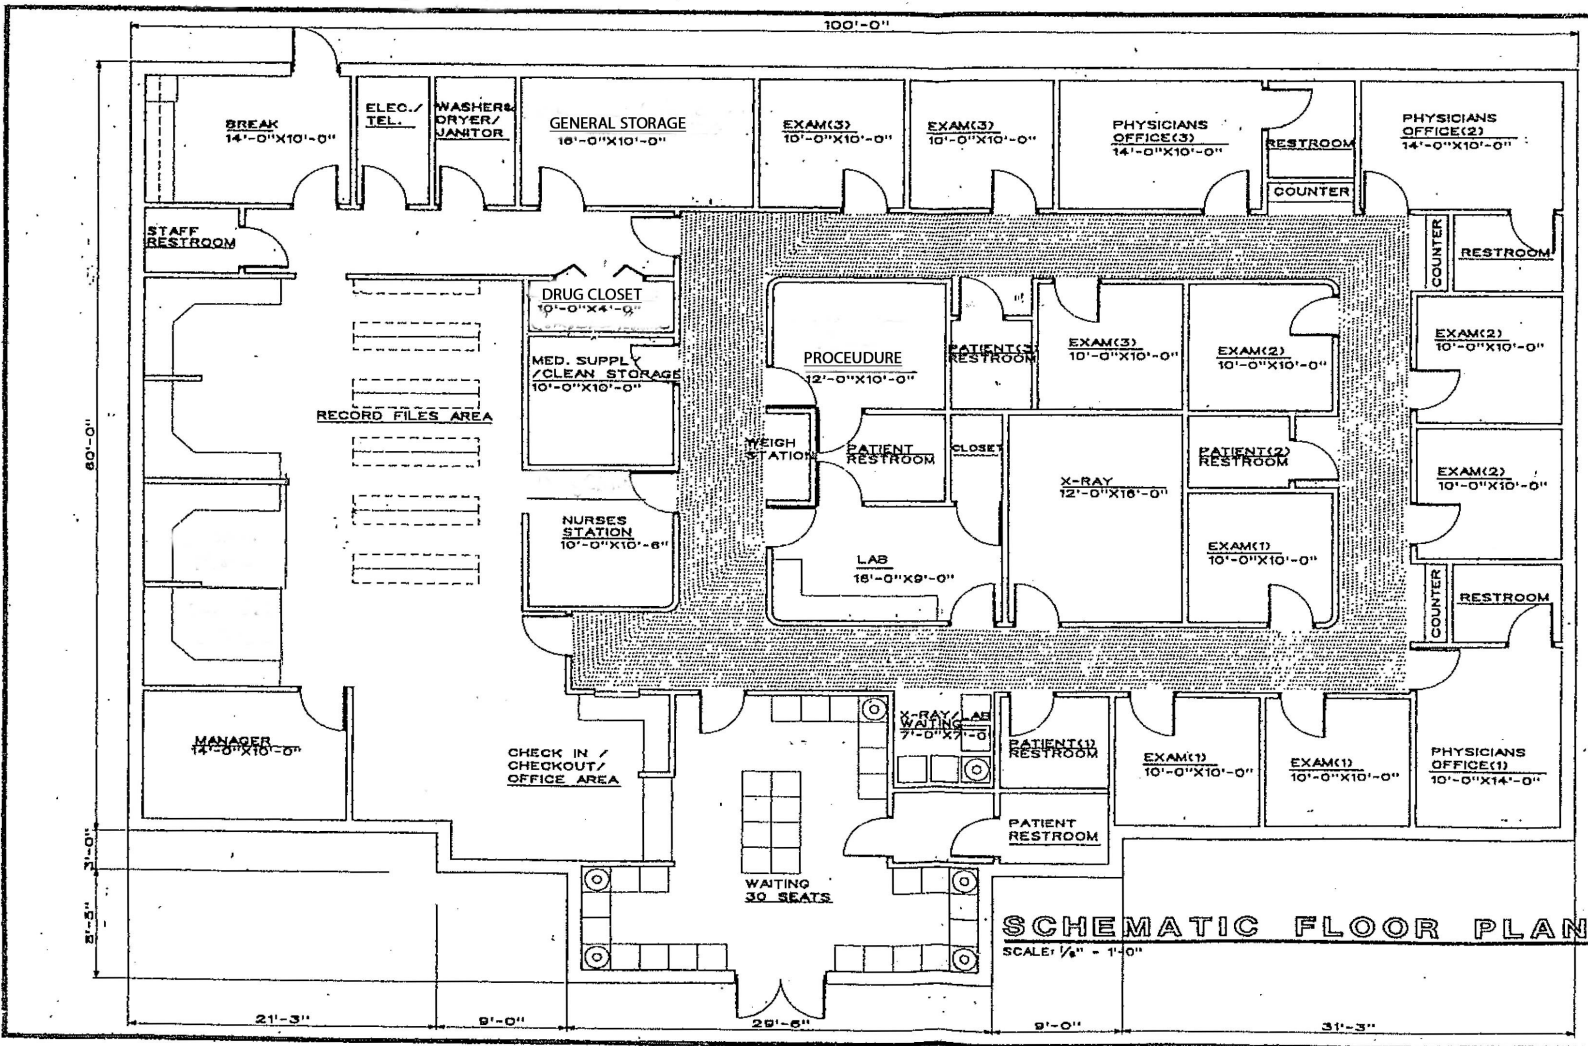 100'-0"
BREAK
14'-0"X10'-0"
ELEC./
TEL.
WASHER&
DRYER/
JANITOR
GENERAL STORAGE
16'-0"X10'-0"
EXAM(3)
10'-0"X10'-0"
EXAM(3)
10'-0"X10'-0"
PHYSICIANS
OFFICE(3)
14'-0"X10'-0"
RESTROOM
COUNTER
PHYSICIANS
OFFICE(2)
14'-0"X10'-0"
STAFF
RESTROOM
COUNTER
RESTROOM
DRUG CLOSET
10'-0"X4'-0"
MED. SUPPLY
/CLEAN STORAGE
10'-0"X10'-0"
PROCEUDURE
12'-0"X10'-0"
PATIENT(3)
RESTROOM
EXAM(3)
10'-0"X10'-0"
EXAM(2)
10'-0"X10'-0"
EXAM(2)
10'-0"X10'-0"
RECORD FILES AREA
60'-0"
WEIGH
STATION
PATIENT
RESTROOM
CLOSET
X-RAY
12'-0"X16'-0"
PATIENT(2)
RESTROOM
EXAM(2)
10'-0"X10'-0"
NURSES
STATION
10'-0"X10'-6"
LAB
16'-0"X9'-0"
EXAM(1)
10'-0"X10'-0"
COUNTER
RESTROOM
MANAGER
14'-0"X10'-0"
CHECK IN /
CHECKOUT/
OFFICE AREA
X-RAY/LAB
WAITING
7'-0"X7'-0
PATIENT(1)
RESTROOM
EXAM(1)
10'-0"X10'-0"
EXAM(1)
10'-0"X10'-0"
PHYSICIANS
OFFICE(1)
10'-0"X14'-0"
PATIENT
RESTROOM
3'-0"
WAITING
30 SEATS
SCHEMATIC FLOOR PLAN
SCALE: 1/8" - 1'-0"
21'-3"
9'-0"
29'-6"
9'-0"
31'-3"